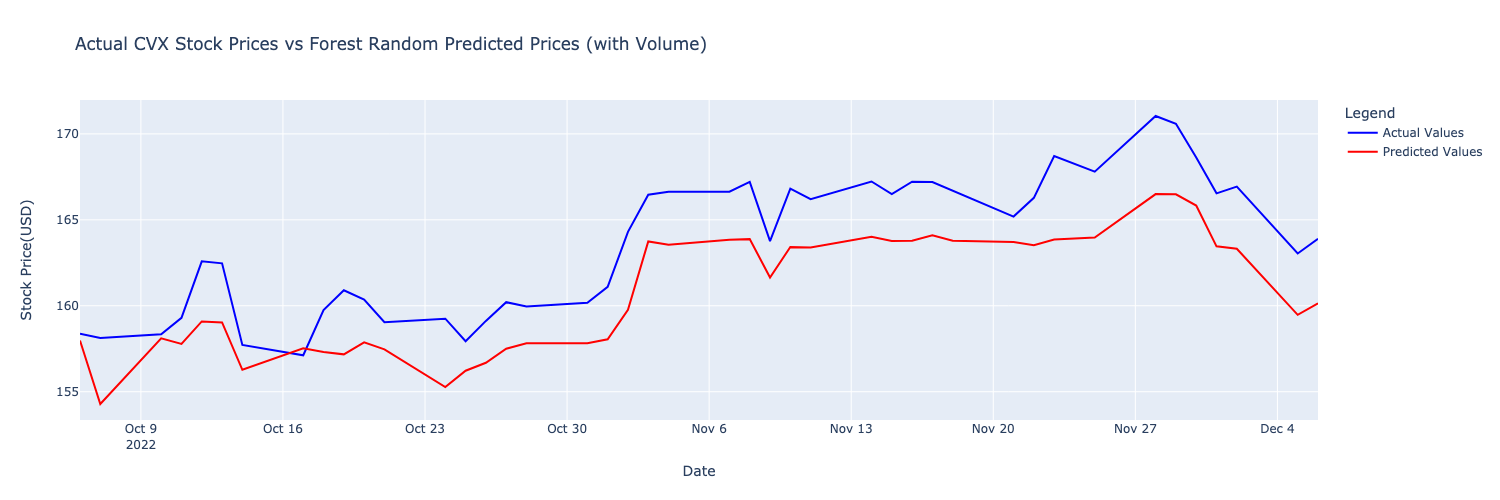 Actual CVX Stock Prices vs Forest Random Predicted Prices (with Volume)
Legend
Actual Values
Predicted Values
Stock Price(USD)
170
165
160
155
Oct 9
2022
Oct 16
Oct 23
Oct 30
Nov 6
Nov 13
Nov 20
Nov 27
Dec 4
Date